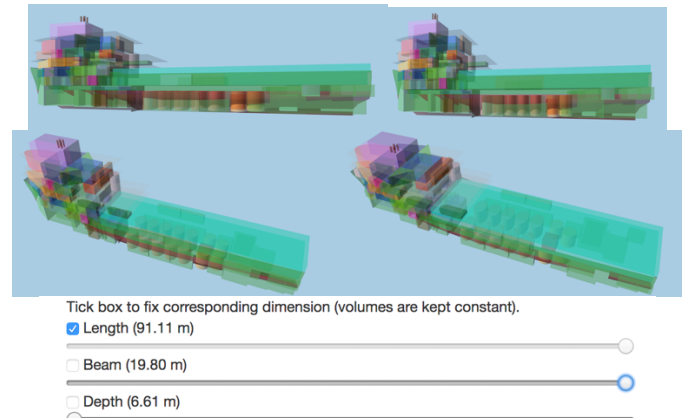 Tick box to fix corresponding dimension (volumes are kept constant).
Length (91.11 m)
Beam (19.80 m)
Depth (6.61 m)